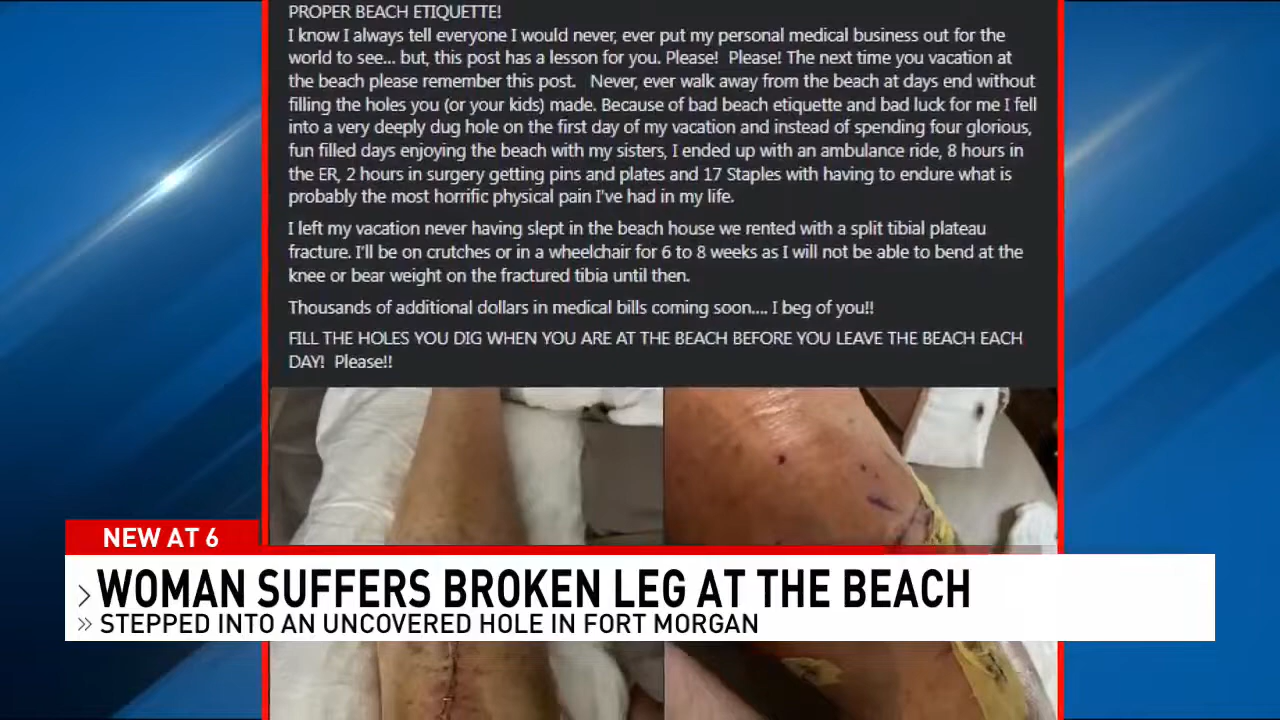 PROPER BEACH ETIQUETTE!
I know I always tell everyone I would never, ever put my personal medical business out for the
world to see... but, this post has a lesson for you. Please!  Please! The next time you vacation at
the beach please remember this post.   Never, ever walk away from the beach at days end without
filling the holes you (or your kids) made. Because of bad beach etiquette and bad luck for me I fell
into a very deeply dug hole on the first day of my vacation and instead of spending four glorious,
fun filled days enjoying the beach with my sisters, I ended up with an ambulance ride, 8 hours in
the ER, 2 hours in surgery getting pins and plates and 17 Staples with having to endure what is
probably the most horrific physical pain I've had in my life.
I left my vacation never having slept in the beach house we rented with a split tibial plateau
fracture. I'll be on crutches or in a wheelchair for 6 to 8 weeks as I will not be able to bend at the
knee or bear weight on the fractured tibia until then.
Thousands of additional dollars in medical bills coming soon.... I beg of you!!
FILL THE HOLES YOU DIG WHEN YOU ARE AT THE BEACH BEFORE YOU LEAVE THE BEACH EACH
DAY!  Please!!
NEW AT 6
WOMAN SUFFERS BROKEN LEG AT THE BEACH
STEPPED INTO AN UNCOVERED HOLE IN FORT MORGAN